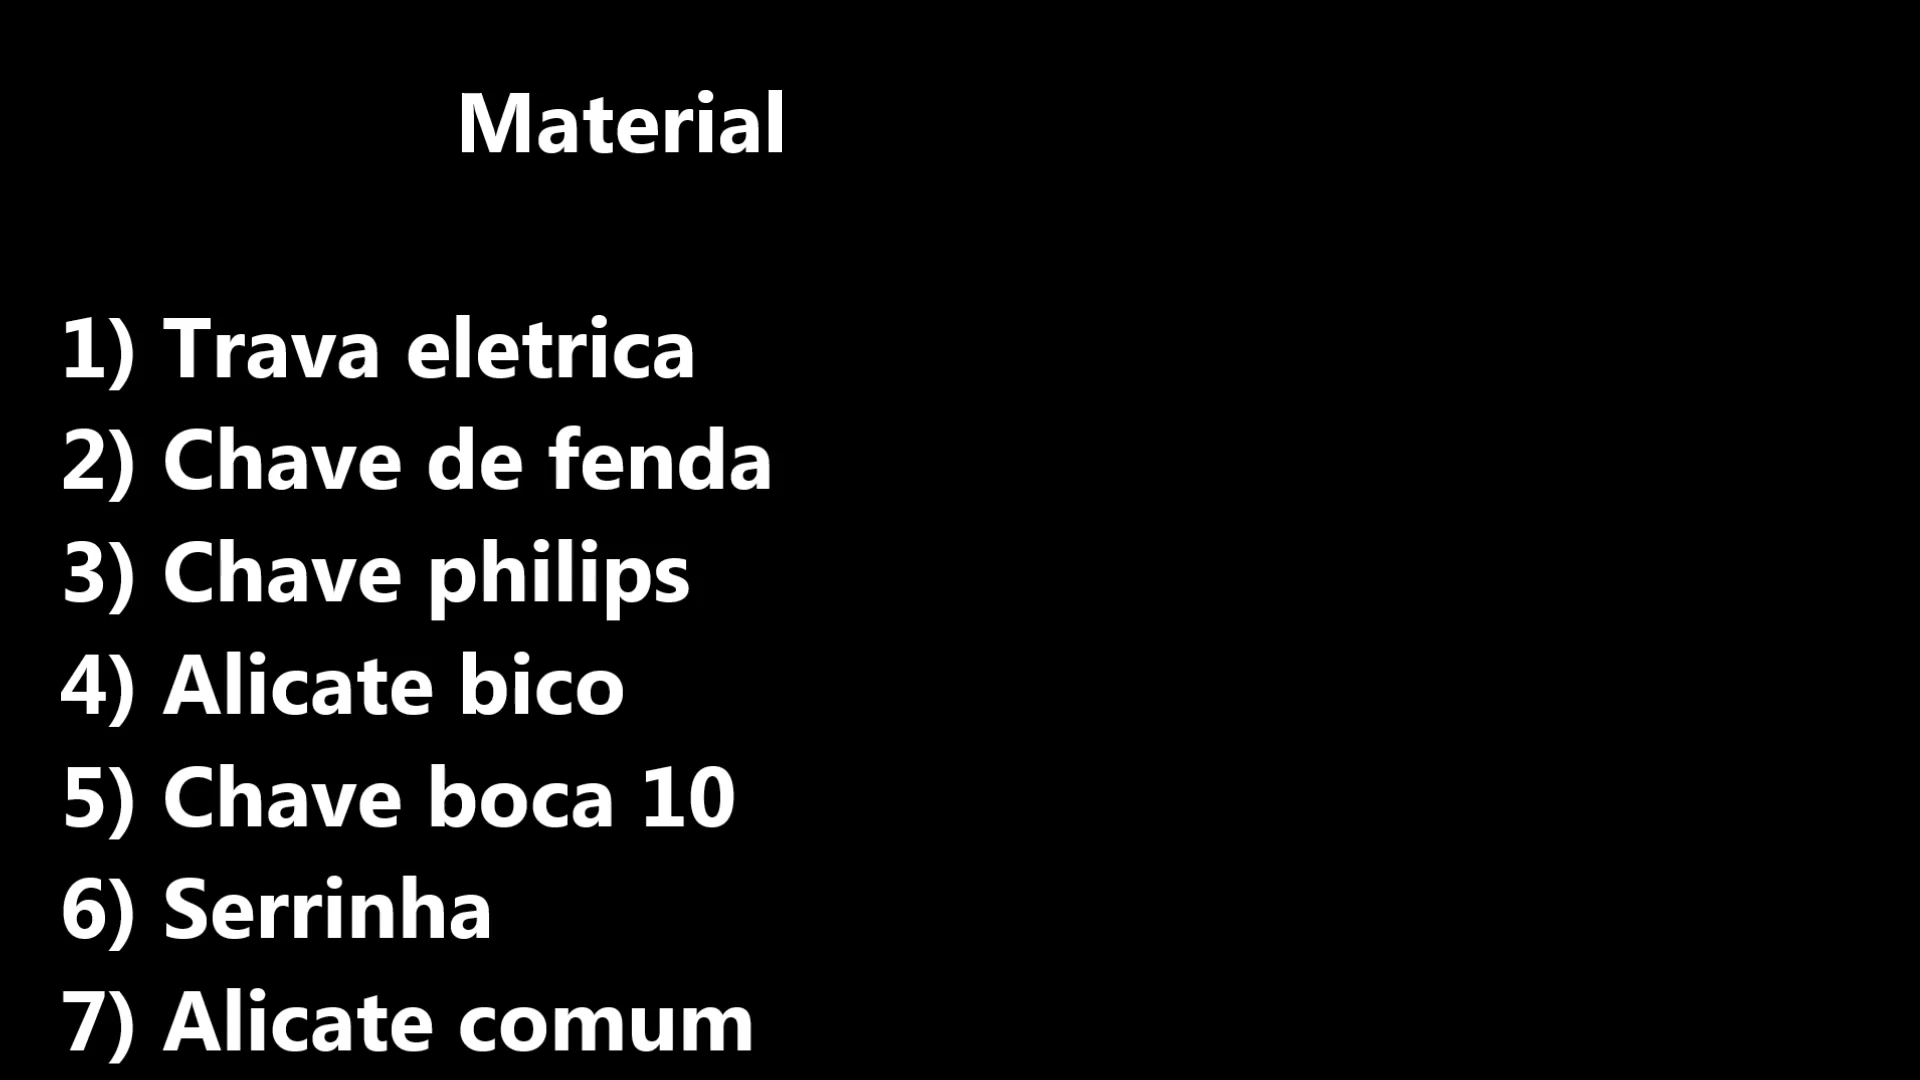 Material
1) Trava eletrica
2) Chave de fenda
3) Chave philips
4) Alicate bico
5) Chave boca 10
6) Serrinha
7) Alicate comum